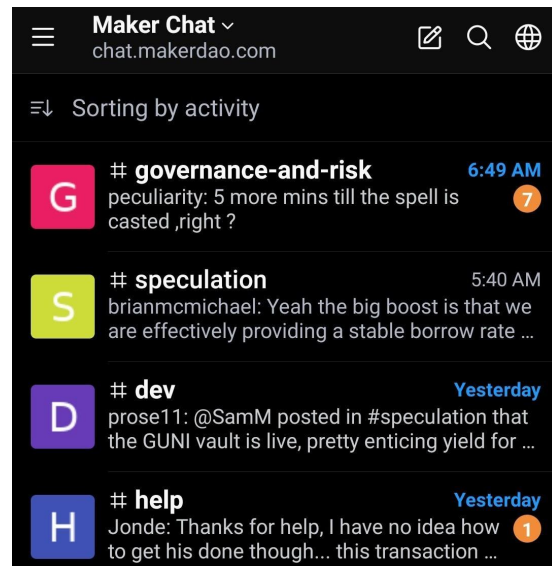 Maker Chat
chat.makerdao.com
Sorting by activity
G
# governance-and-risk 6:49 AM
peculiarity: 5 more mins till the spell is 7
casted ,right ?
S
# speculation 5:40 AM
brianmcmichael: Yeah the big boost is that we
are effectively providing a stable borrow rate ...
D
# dev Yesterday
prose11: @SamM posted in #speculation that
the GUNI vault is live, pretty enticing yield for ...
H
# help Yesterday
Jonde: Thanks for help, I have no idea how 1
to get his done though... this transaction ...